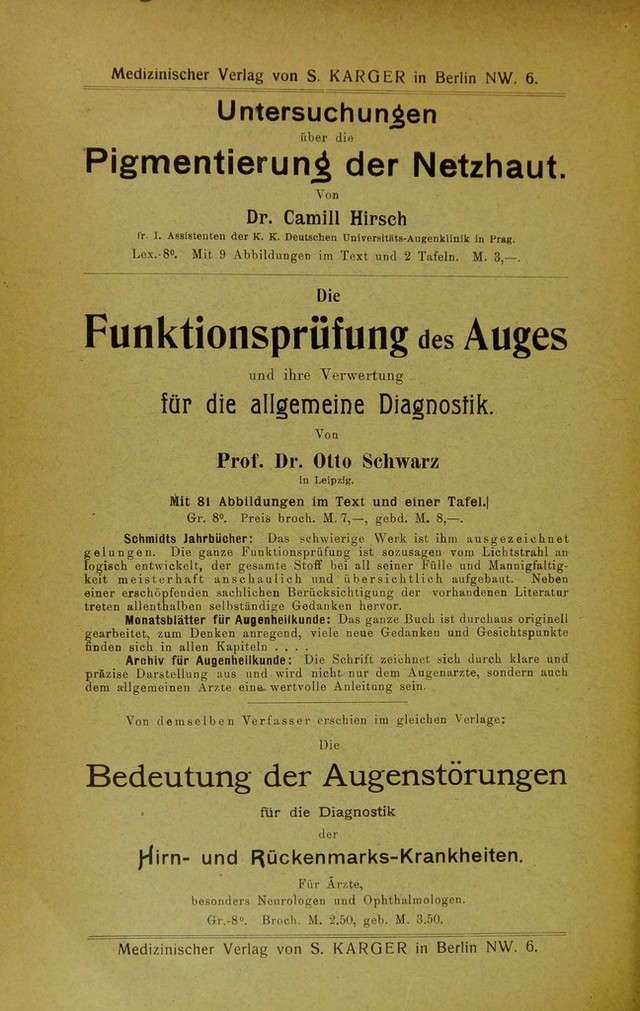 Medizinischer Verlag von S. KARGER in Berlin NW. 6.
Untersuchungen
über die
Pigmentierung der Netzhaut.
Von
Dr. Camill Hirsch
fr. I. Assistenten der K. K. Deutschen Universitäts-Augenklinik in Prag.
Lex.-8⁰. Mit 9 Abbildungen im Text und 2 Tafeln. M. 3,—.
Die
Funktionsprüfung des Auges
und ihre Verwertung
für die allgemeine Diagnostik.
Von
Prof. Dr. Otto Schwarz
in Leipzig.
Mit 81 Abbildungen im Text und einer Tafel.|
Gr. 8⁰. Preis broch. M. 7,—, gebd. M. 8,—.
Schmidts Jahrbücher: Das schwierige Werk ist ihm ausgezeichnet
gelungen. Die ganze Funktionsprüfung ist sozusagen vom Lichtstrahl an
logisch entwickelt, der gesamte Stoff bei all seiner Fülle und Mannigfaltig-
keit meisterhaft anschaulich und übersichtlich aufgebaut. Neben
einer erschöpfenden sachlichen Berücksichtigung der vorhandenen Literatur
treten allenthalben selbständige Gedanken hervor.
Monatsblätter für Augenheilkunde: Das ganze Buch ist durchaus originell
gearbeitet, zum Denken anregend, viele neue Gedanken und Gesichtspunkte
finden sich in allen Kapiteln . . . .
Archiv für Augenheilkunde: Die Schrift zeichnet sich durch klare und
präzise Darstellung aus und wird nicht nur dem Augenarzte, sondern auch
dem allgemeinen Arzte eine wertvolle Anleitung sein.
Von demselben Verfasser erschien im gleichen Verlage:
Die
Bedeutung der Augenstörungen
für die Diagnostik
der
Hirn- und Rückenmarks-Krankheiten.
Für Ärzte,
besonders Neurologen und Ophthalmologen.
Gr.-8⁰. Broch. M. 2.50, geb. M. 3.50.
Medizinischer Verlag von S. KARGER in Berlin NW. 6.